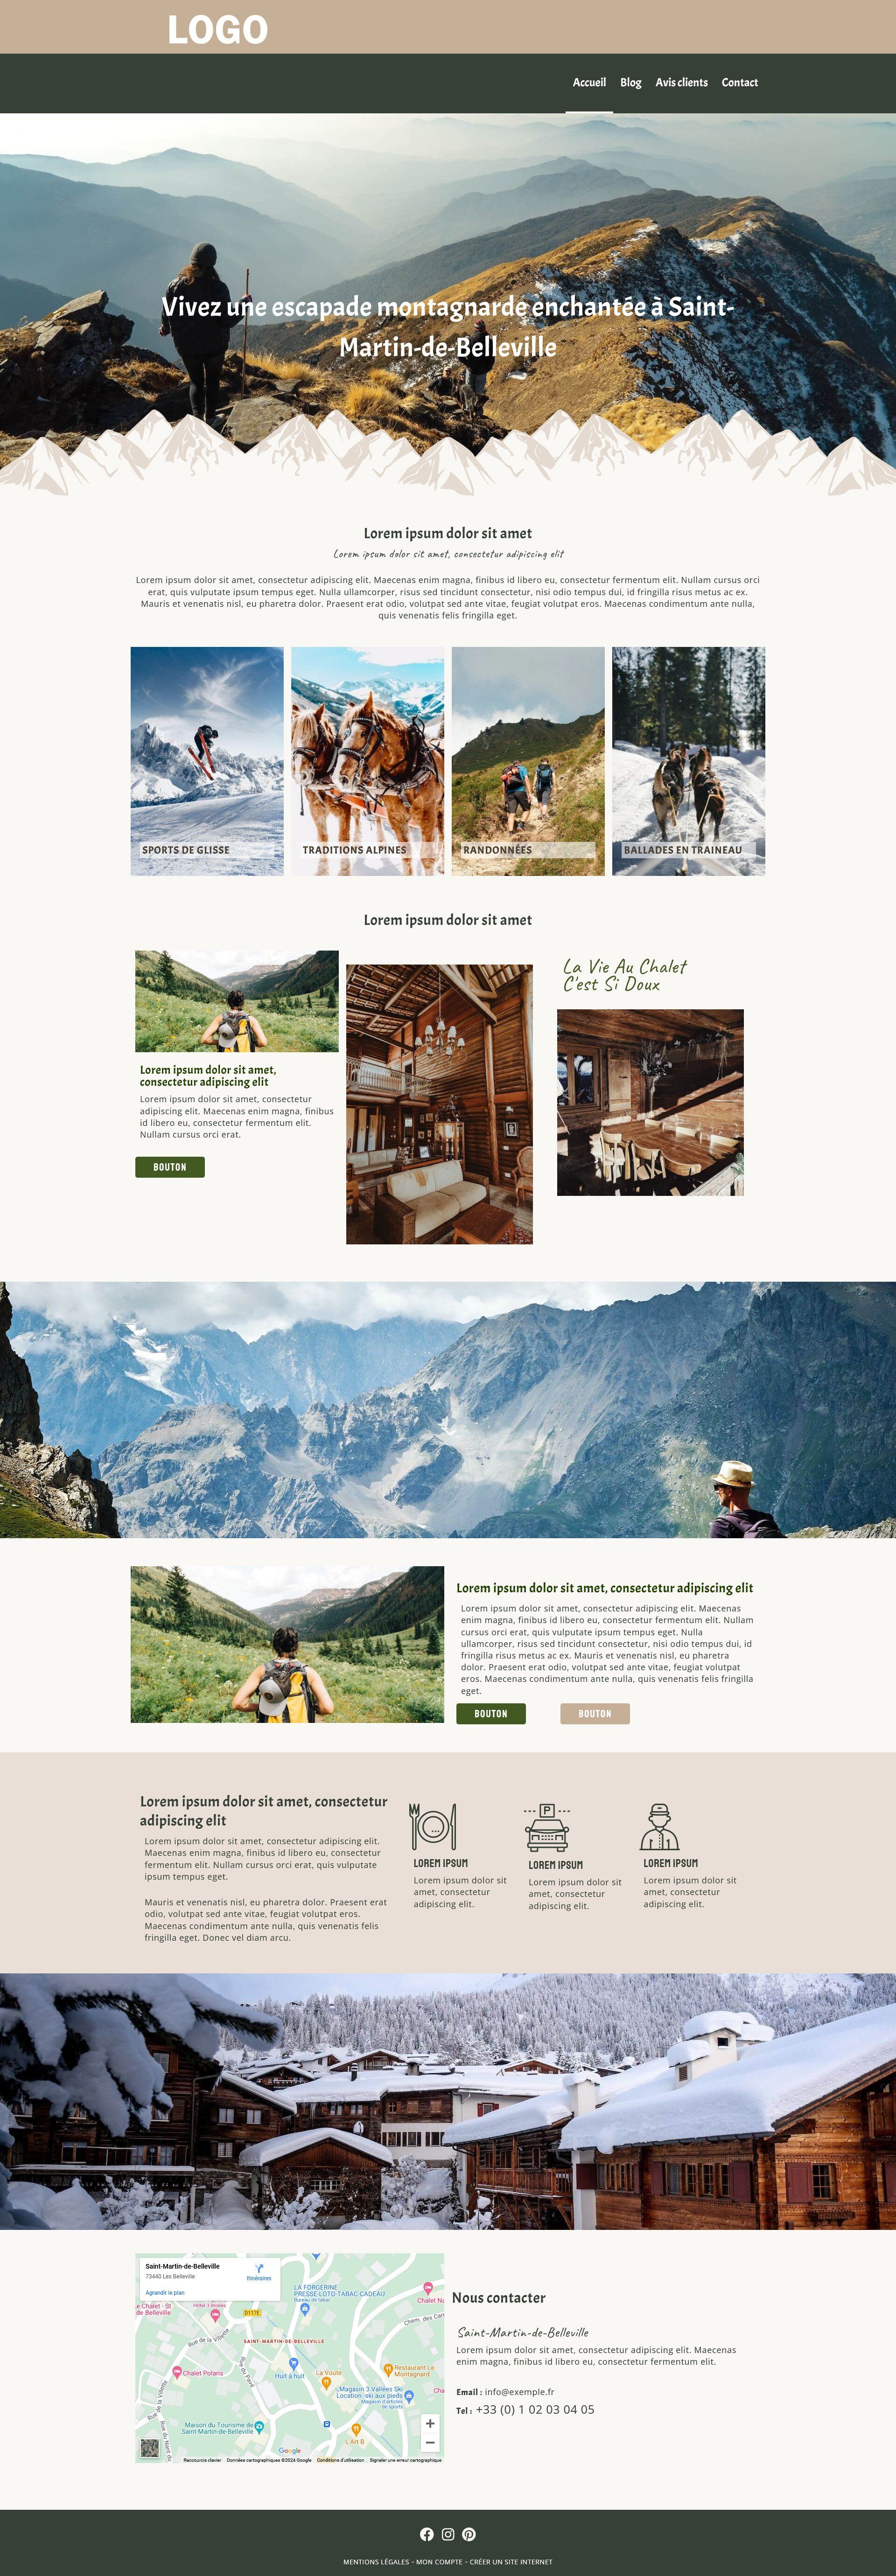 LOGO
Accueil Blog Avis clients Contact
Vivez une escapade montagnarde enchantée à Saint-
Martin-de-Belleville
Lorem ipsum dolor sit amet
Lorem ipsum dolor sit amet, consectetur adipiscing elit
Lorem ipsum dolor sit amet, consectetur adipiscing elit. Maecenas enim magna, finibus id libero eu, consectetur fermentum elit. Nullam cursus orci
erat, quis vulputate ipsum tempus eget. Nulla ullamcorper, risus sed tincidunt consectetur, nisi odio tempus dui, id fringilla risus metus ac ex.
Mauris et venenatis nisl, eu pharetra dolor. Praesent erat odio, volutpat sed ante vitae, feugiat volutpat eros. Maecenas condimentum ante nulla,
quis venenatis felis fringilla eget.
SPORTS DE GLISSE
TRADITIONS ALPINES
RANDONNÉES
BALLADES EN TRAINEAU
Lorem ipsum dolor sit amet
Lorem ipsum dolor sit amet,
consectetur adipiscing elit
Lorem ipsum dolor sit amet, consectetur
adipiscing elit. Maecenas enim magna, finibus
id libero eu, consectetur fermentum elit.
Nullam cursus orci erat.
BOUTON
La Vie Au Chalet
C'est Si Doux
Lorem ipsum dolor sit amet, consectetur adipiscing elit
Lorem ipsum dolor sit amet, consectetur adipiscing elit. Maecenas
enim magna, finibus id libero eu, consectetur fermentum elit. Nullam
cursus orci erat, quis vulputate ipsum tempus eget. Nulla
ullamcorper, risus sed tincidunt consectetur, nisi odio tempus dui, id
fringilla risus metus ac ex. Mauris et venenatis nisl, eu pharetra
dolor. Praesent erat odio, volutpat sed ante vitae, feugiat volutpat
eros. Maecenas condimentum ante nulla, quis venenatis felis fringilla
eget.
BOUTON BOUTON
Lorem ipsum dolor sit amet, consectetur
adipiscing elit
Lorem ipsum dolor sit amet, consectetur adipiscing elit.
Maecenas enim magna, finibus id libero eu, consectetur
fermentum elit. Nullam cursus orci erat, quis vulputate
ipsum tempus eget.
Mauris et venenatis nisl, eu pharetra dolor. Praesent erat
odio, volutpat sed ante vitae, feugiat volutpat eros.
Maecenas condimentum ante nulla, quis venenatis felis
fringilla eget. Donec vel diam arcu.
LOREM IPSUM
Lorem ipsum dolor sit
amet, consectetur
adipiscing elit.
P
LOREM IPSUM
Lorem ipsum dolor sit
amet, consectetur
adipiscing elit.
LOREM IPSUM
Lorem ipsum dolor sit
amet, consectetur
adipiscing elit.
Saint-Martin-de-Belleville
73440 Les Belleville
Itinéraires
Agrandir le plan
LA FORGERINE
PRESSE-LOTO-TABAC-CADEAU
Bureau de tabac
Chalet Na
e Chalet - St
de Belleville
Hôtel 3 étoiles
D117E
Chem. des Car
Rue de la Villette
SAINT-MARTIN-DE-BELLEVILLE
Chalet Polaris
Huit à huit
La Voute
Restaurant Le
Montagnard
Magasin 3 Vallées Ski
Location -ski aux pieds
Magasin d'articles
de sports
Cha
Maison du Tourisme de
Saint-Martin-de-Belleville
L'Art B
Google
Raccourcis clavier Données cartographiques ©2024 Google Conditions d'utilisation Signaler une erreur cartographique
Nous contacter
Saint-Martin-de-Belleville
Lorem ipsum dolor sit amet, consectetur adipiscing elit. Maecenas
enim magna, finibus id libero eu, consectetur fermentum elit.
Email : info@exemple.fr
Tel : +33 (0) 1 02 03 04 05
MENTIONS LÉGALES - MON COMPTE - CRÉER UN SITE INTERNET